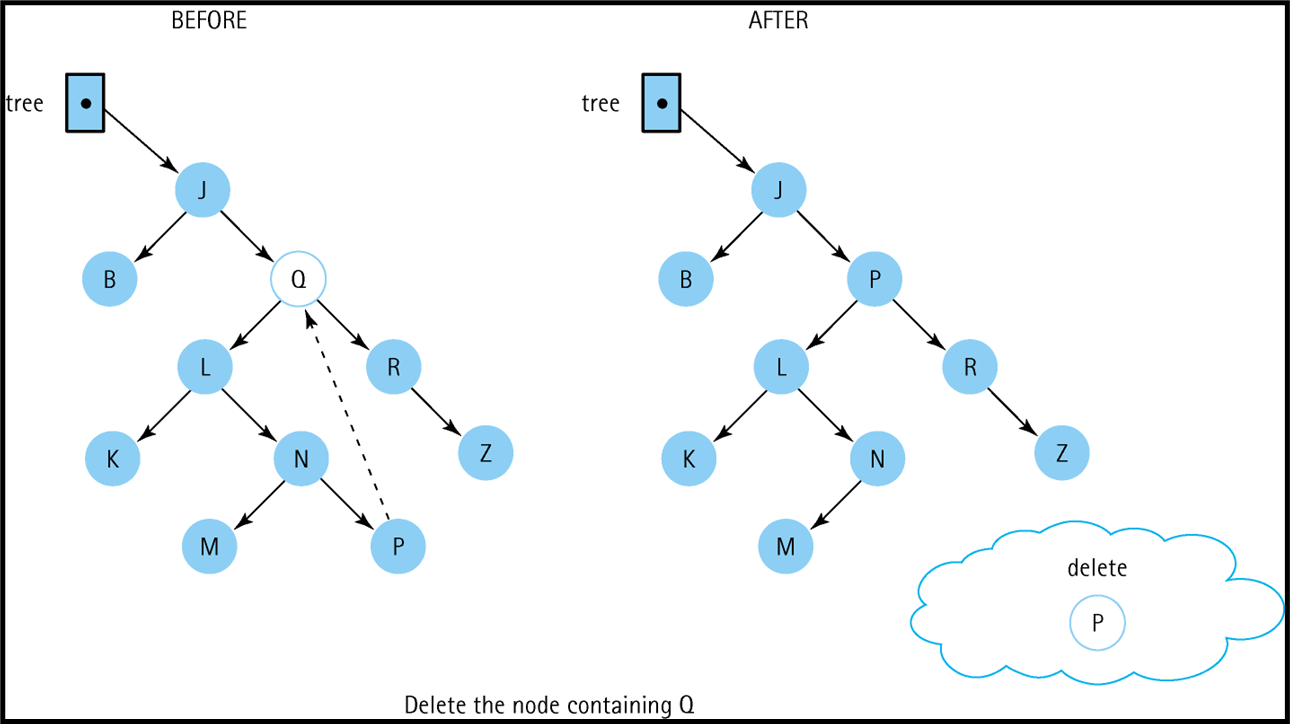 BEFORE
AFTER
tree
tree
J
J
B
Q
B
P
L
R
L
R
K
N
Z
K
N
Z
M
P
M
delete
P
Delete the node containing Q